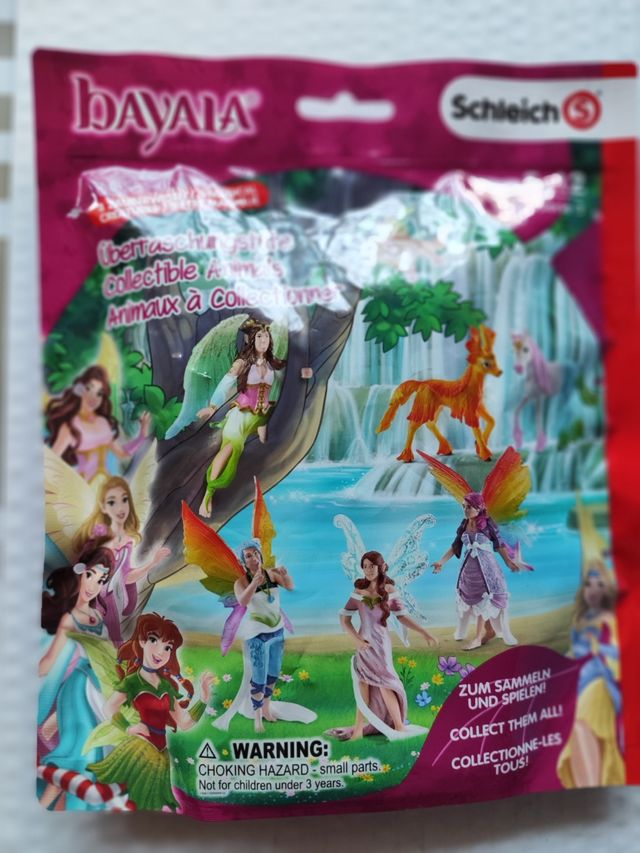 bAYALA®
Schleich S
Überraschungstüte
Collectible Animals
Animaux à Collectionner
ZUM SAMMELN
UND SPIELEN!
COLLECT THEM ALL!
COLLECTIONNE-LES
TOUS!
WARNING:
CHOKING HAZARD - small parts.
Not for children under 3 years.